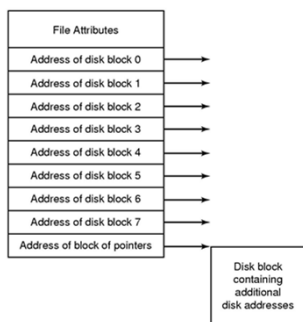 File Attributes
Address of disk block 0
Address of disk block 1
Address of disk block 2
Address of disk block 3
Address of disk block 4
Address of disk block 5
Address of disk block 6
Address of disk block 7
Address of block of pointers
Disk block
containing
additional
disk addresses